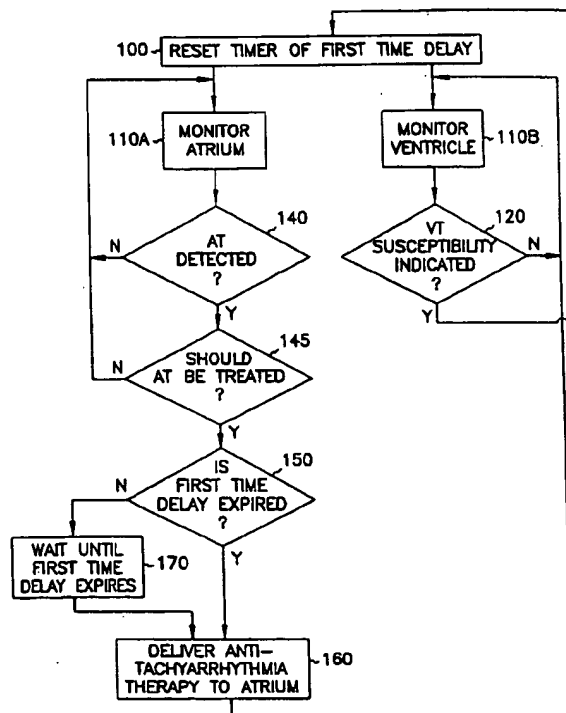 100
RESET TIMER OF FIRST TIME DELAY
110A
MONITOR
ATRIUM
MONITOR
VENTRICLE
110B
140
AT
DETECTED
?
N
Y
120
VT
SUSCEPTIBILITY
INDICATED
?
N
Y
145
SHOULD
AT BE TREATED
?
N
Y
150
IS
FIRST TIME
DELAY EXPIRED
?
N
Y
WAIT UNTIL
FIRST TIME
DELAY EXPIRES
170
DELIVER ANTI-
TACHYARRHYTHMIA
THERAPY TO ATRIUM
160